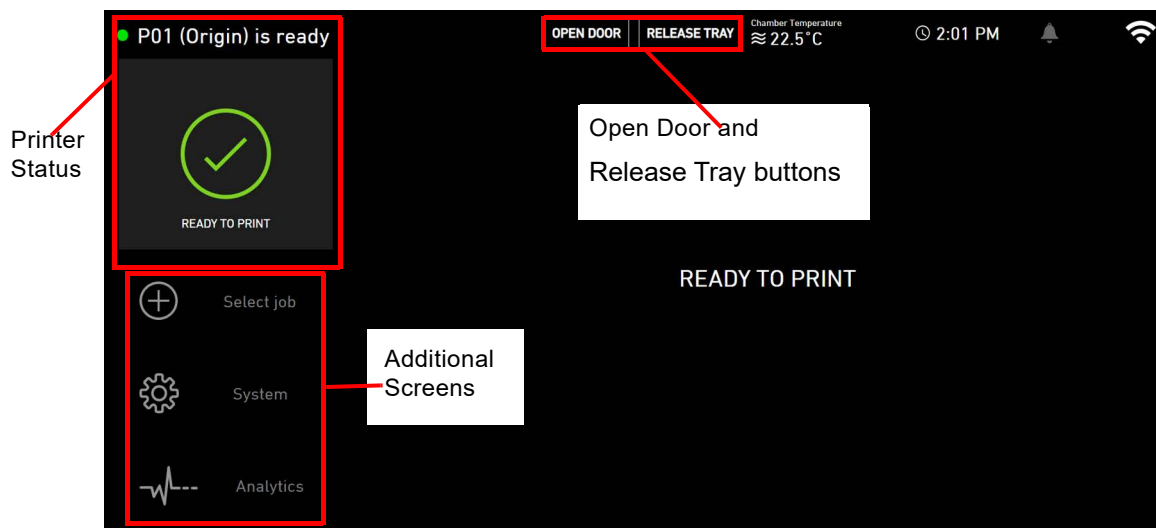 P01 (Origin) is ready
OPEN DOOR
RELEASE TRAY
Chamber Temperature
≋ 22.5°C
2:01 PM
Printer
Status
READY TO PRINT
Open Door and
Release Tray buttons
READY TO PRINT
Select job
System
Analytics
Additional
Screens